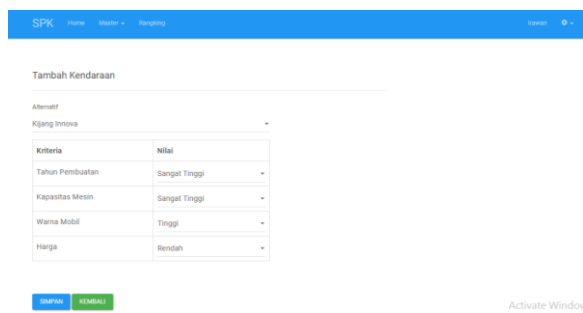 SPK Home Master Rangking Irawan
Tambah Kendaraan
Alternatif
Kijang Innova
Kriteria Nilai
Tahun Pembuatan Sangat Tinggi
Kapasitas Mesin Sangat Tinggi
Warna Mobil Tinggi
Harga Rendah
SIMPAN KEMBALI
Activate Window